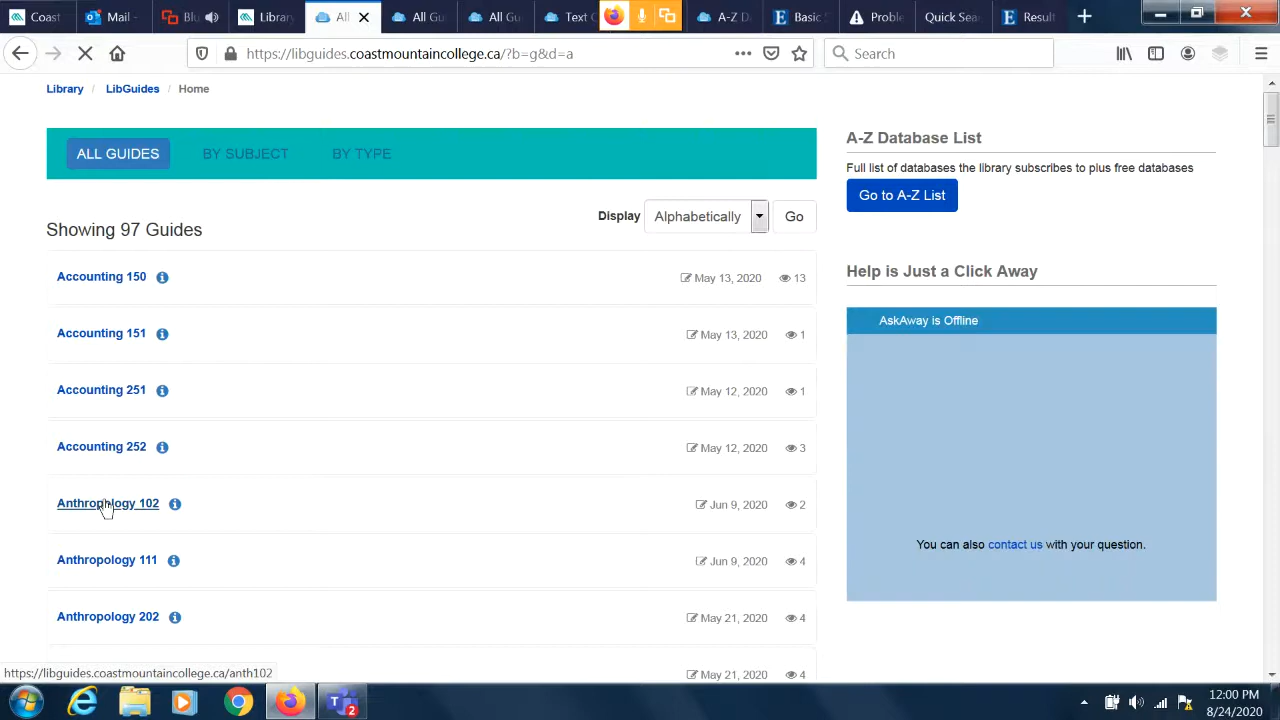 Coast
Mail -
Blu
Library
All
All Gu
All Gu
Text C
A-Z D
Basic
Proble
Quick Sea
Result
https://libguides.coastmountaincollege.ca/?b=g&d=a
Search
Library / LibGuides / Home
ALL GUIDES BY SUBJECT BY TYPE
Display Alphabetically Go
Showing 97 Guides
Accounting 150 May 13, 2020 13
Accounting 151 May 13, 2020 1
Accounting 251 May 12, 2020 1
Accounting 252 May 12, 2020 3
Anthropology 102 Jun 9, 2020 2
Anthropology 111 Jun 9, 2020 4
Anthropology 202 May 21, 2020 4
May 21, 2020 4
A-Z Database List
Full list of databases the library subscribes to plus free databases
Go to A-Z List
Help is Just a Click Away
AskAway is Offline
You can also contact us with your question.
https://libguides.coastmountaincollege.ca/anth102
2
12:00 PM
8/24/2020